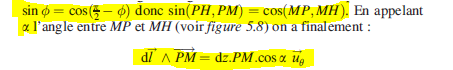 sin ϕ = cos(π/2 − ϕ) donc sin(PH, PM) = cos(MP, MH). En appelant
α l'angle entre MP et MH (voir figure 5.8) on a finalement :
dl⃗ ∧ PM⃗ = dz.PM.cos α u⃗θ